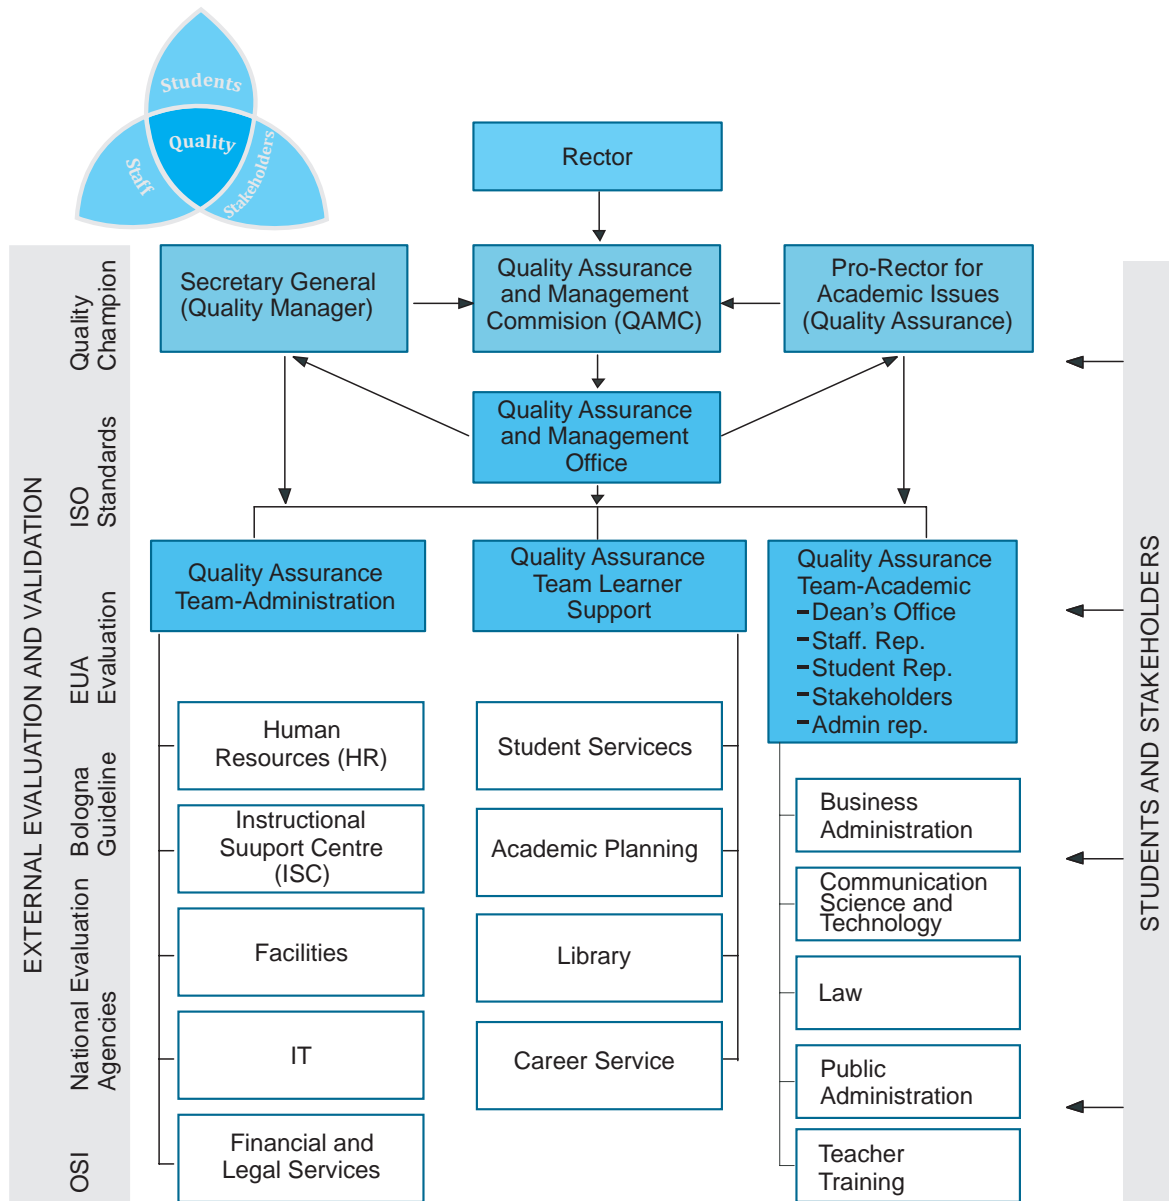 Students
Quality
Staff
Stakeholders
Rector
Secretary General
(Quality Manager)
Quality Assurance
and Management
Commision (QAMC)
Pro-Rector for
Academic Issues
(Quality Assurance)
Quality Assurance
and Management
Office
Quality Assurance
Team-Administration
Quality Assurance
Team Learner
Support
Quality Assurance
Team-Academic
-Dean's Office
-Staff. Rep.
-Student Rep.
-Stakeholders
-Admin rep.
Human
Resources (HR)
Instructional
Suuport Centre
(ISC)
Facilities
IT
Financial and
Legal Services
Student Servicecs
Academic Planning
Library
Career Service
Business
Administration
Communication
Science and
Technology
Law
Public
Administration
Teacher
Training
EXTERNAL EVALUATION AND VALIDATION
Quality
Champion
ISO
Standards
EUA
Evaluation
Bologna
Guideline
National Evaluation
Agencies
OSI
STUDENTS AND STAKEHOLDERS